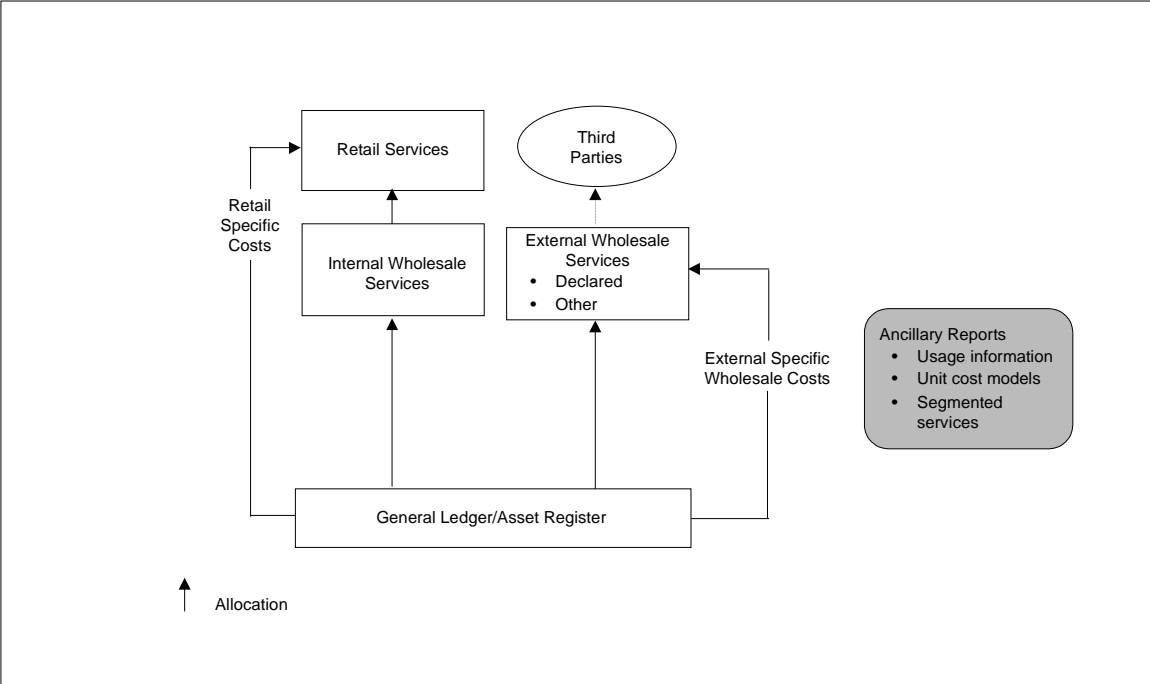 Retail Services
Third
Parties
Retail
Specific
Costs
Internal Wholesale
Services
External Wholesale
Services
• Declared
• Other
External Specific
Wholesale Costs
Ancillary Reports
• Usage information
• Unit cost models
• Segmented
services
General Ledger/Asset Register
Allocation